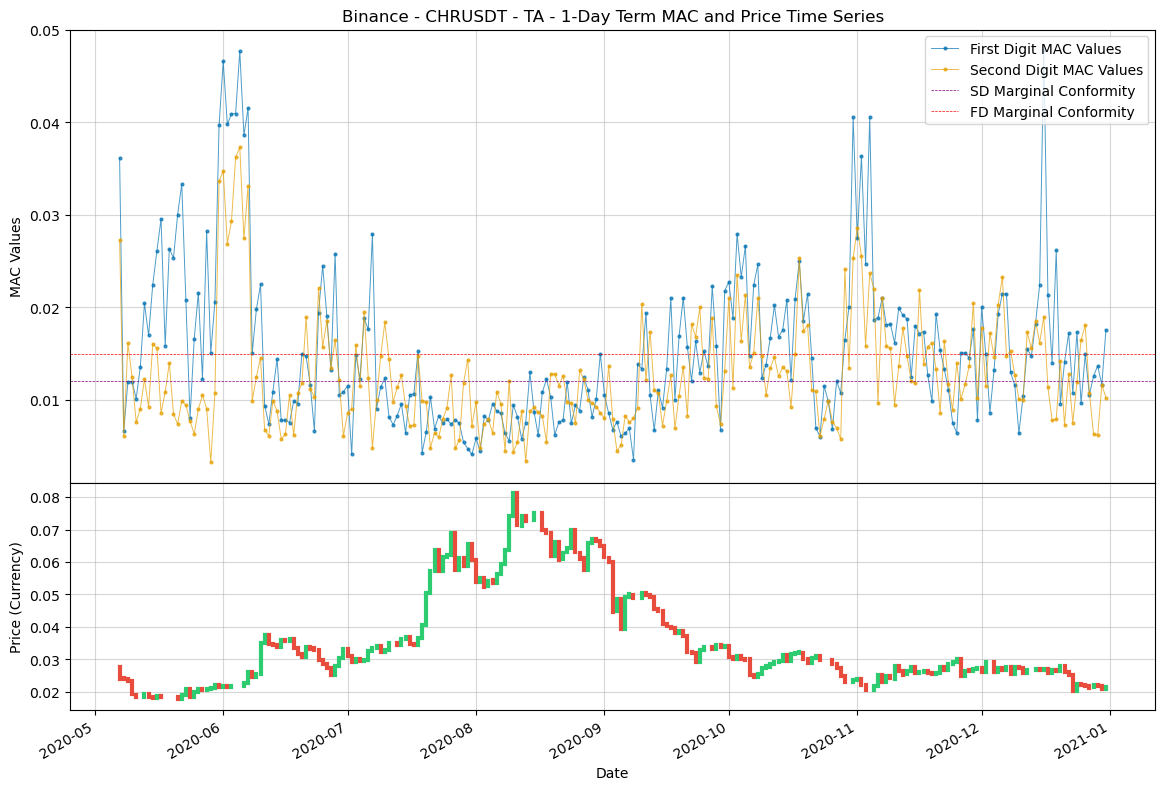 Binance - CHRUSDT - TA - 1-Day Term MAC and Price Time Series
0.05
0.04
0.03
0.02
0.01
MAC Values
First Digit MAC Values
Second Digit MAC Values
SD Marginal Conformity
FD Marginal Conformity
0.08
0.07
0.06
0.05
0.04
0.03
0.02
Price (Currency)
2020-05
2020-06
2020-07
2020-08
2020-09
2020-10
2020-11
2020-12
2021-01
Date